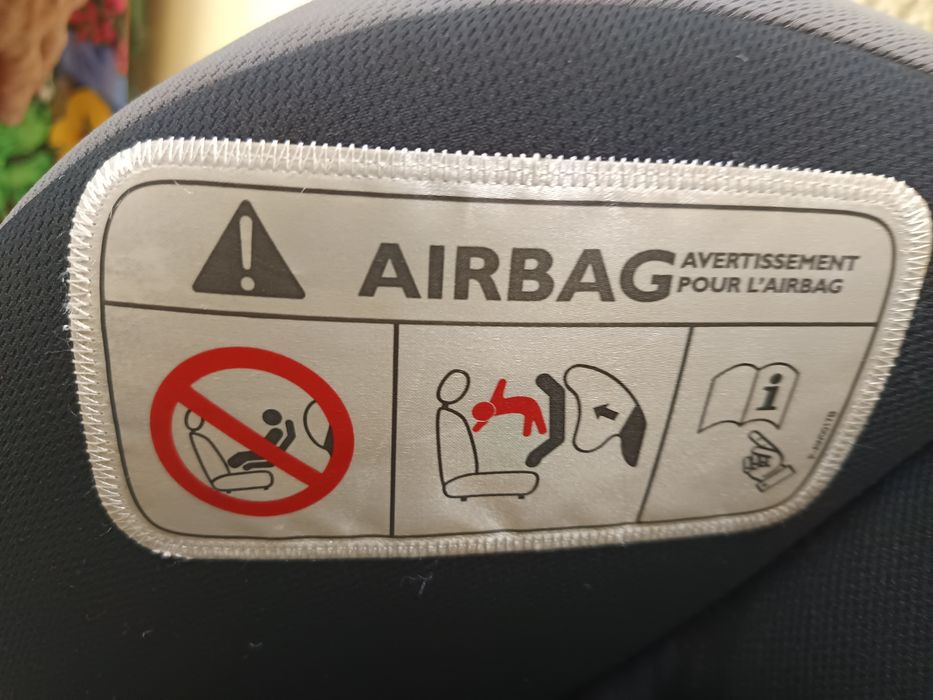 AIRBAG
AVERTISSEMENT
POUR L'AIRBAG
i